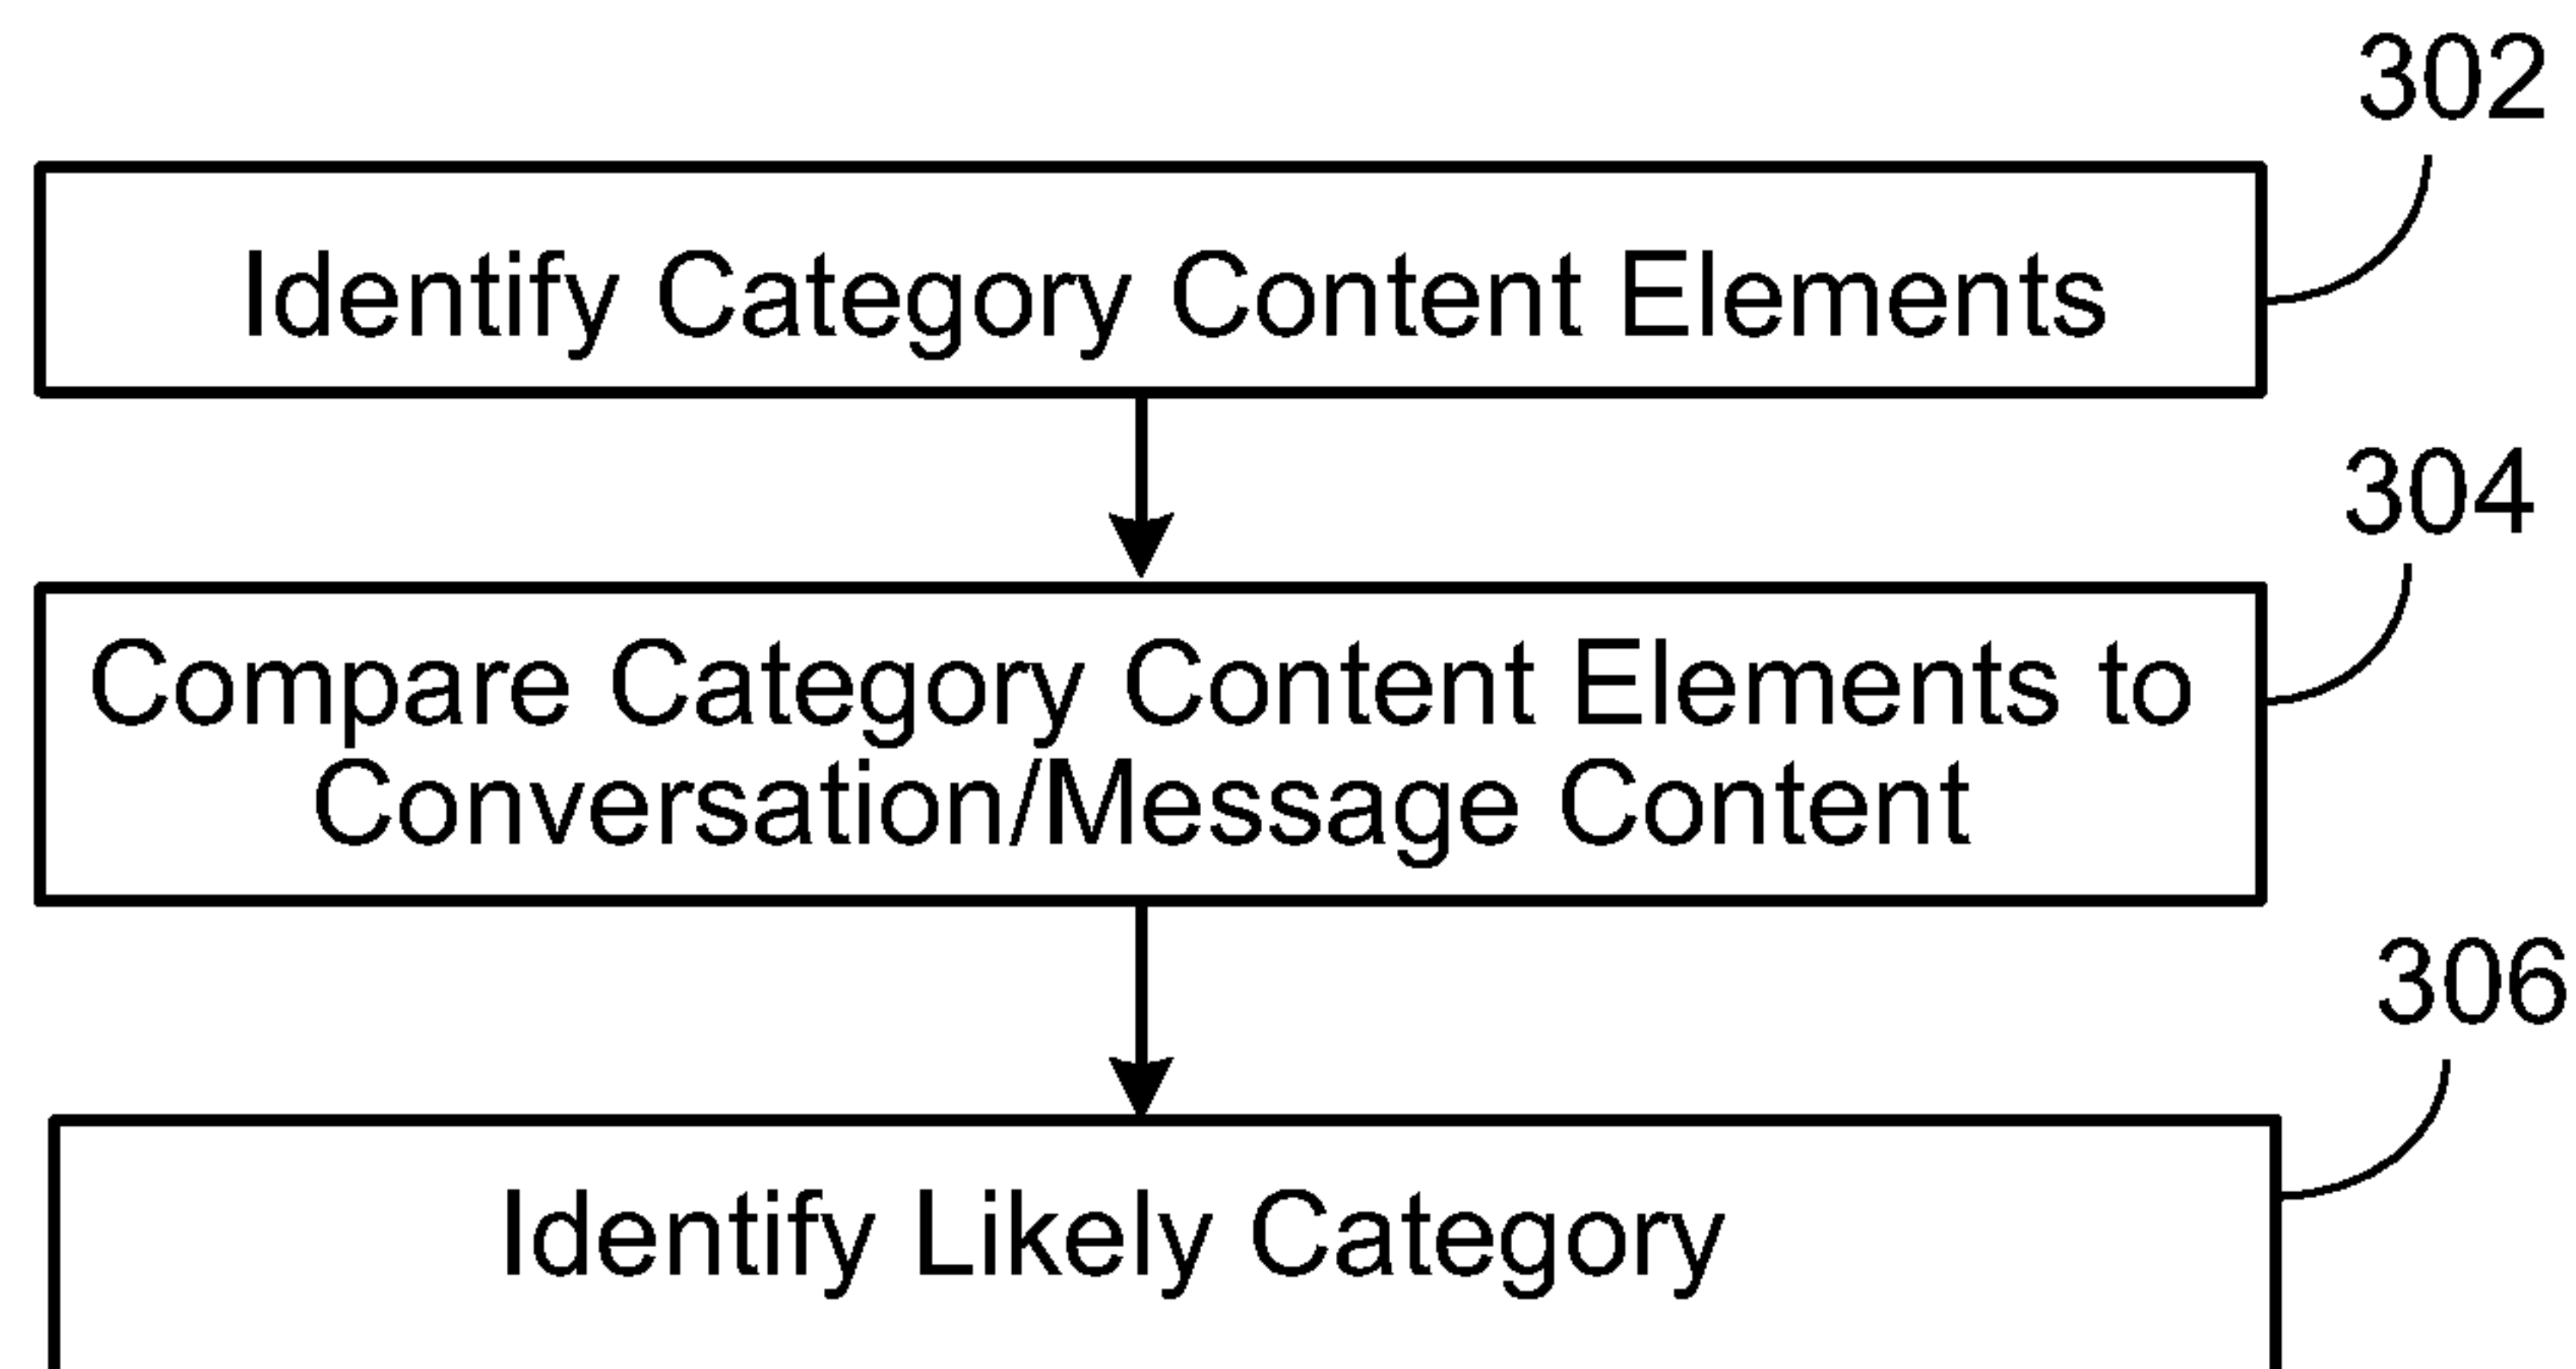 302
Identify Category Content Elements
304
Compare Category Content Elements to
Conversation/Message Content
306
Identify Likely Category